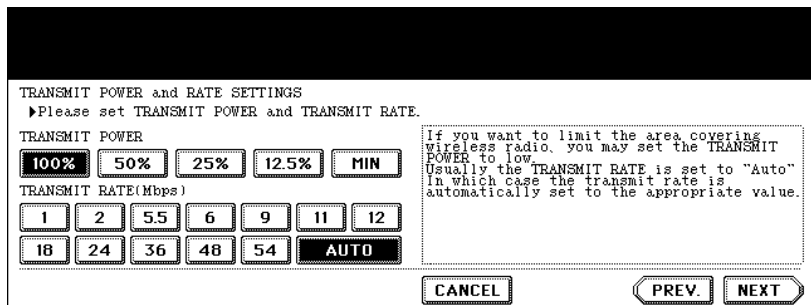 TRANSMIT POWER and RATE SETTINGS
▶Please set TRANSMIT POWER and TRANSMIT RATE.
TRANSMIT POWER
100% 50% 25% 12.5% MIN
TRANSMIT RATE(Mbps)
1 2 5.5 6 9 11 12
18 24 36 48 54 AUTO
If you want to limit the area covering
wireless radio, you may set the TRANSMIT
POWER to low.
Usually the TRANSMIT RATE is set to "Auto"
In which case the transmit rate is
automatically set to the appropriate value.
CANCEL PREV. NEXT